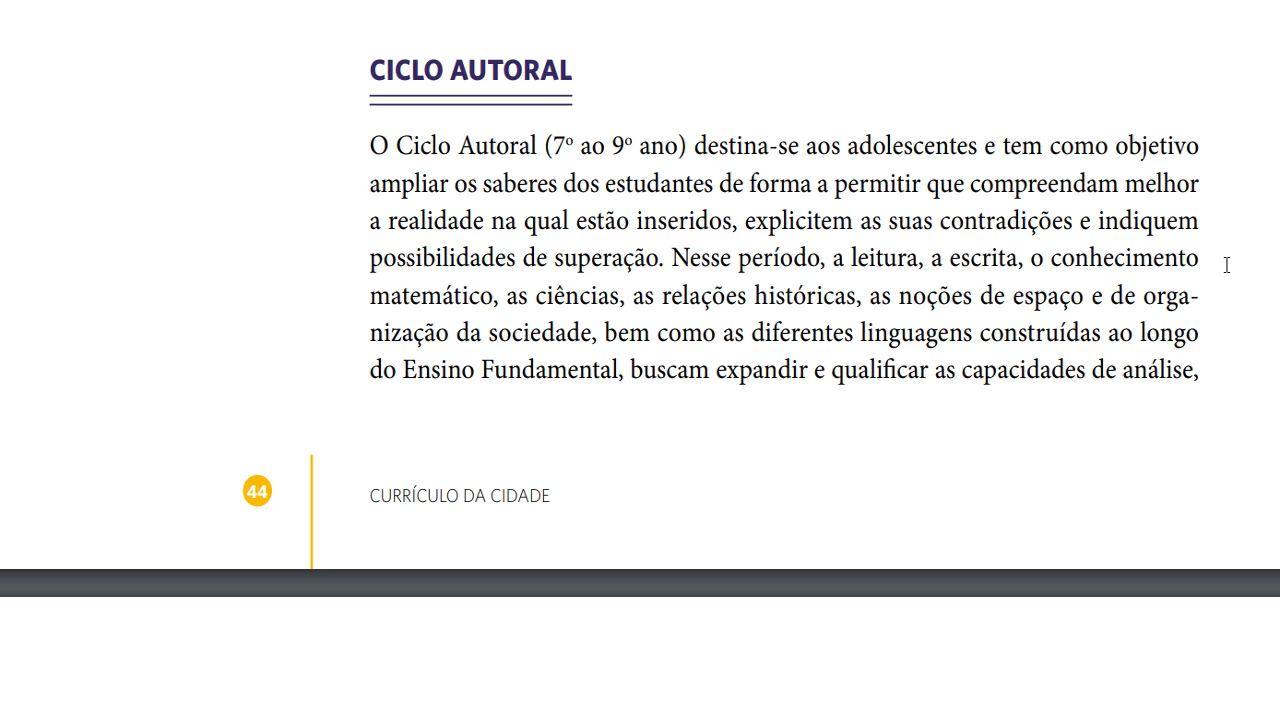 CICLO AUTORAL
O Ciclo Autoral (7º ao 9º ano) destina-se aos adolescentes e tem como objetivo
ampliar os saberes dos estudantes de forma a permitir que compreendam melhor
a realidade na qual estão inseridos, explicitem as suas contradições e indiquem
possibilidades de superação. Nesse período, a leitura, a escrita, o conhecimento
matemático, as ciências, as relações históricas, as noções de espaço e de orga-
nização da sociedade, bem como as diferentes linguagens construídas ao longo
do Ensino Fundamental, buscam expandir e qualificar as capacidades de análise,
44
CURRÍCULO DA CIDADE